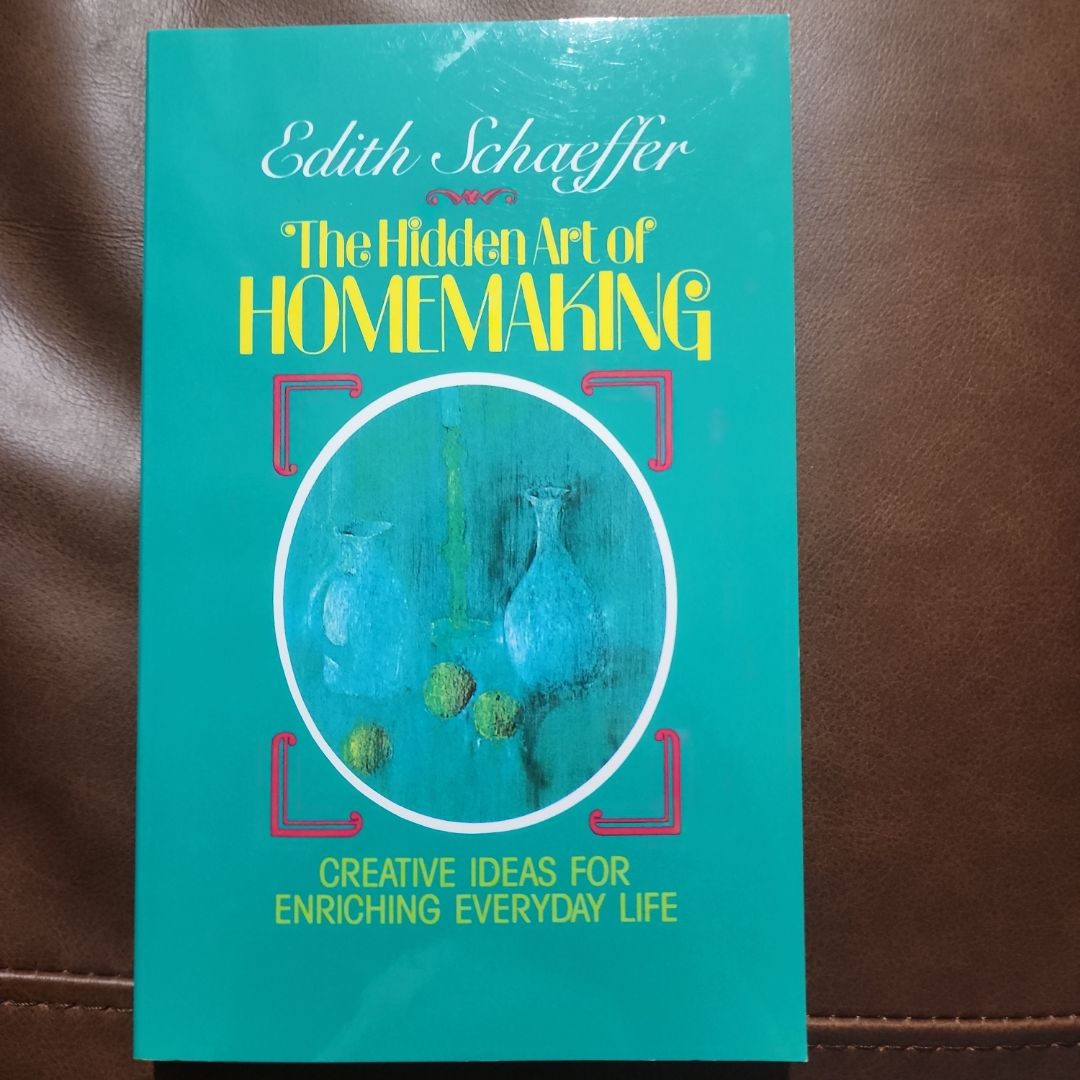 Edith Schaeffer
The Hidden Art of
HOMEMAKING
CREATIVE IDEAS FOR
ENRICHING EVERYDAY LIFE